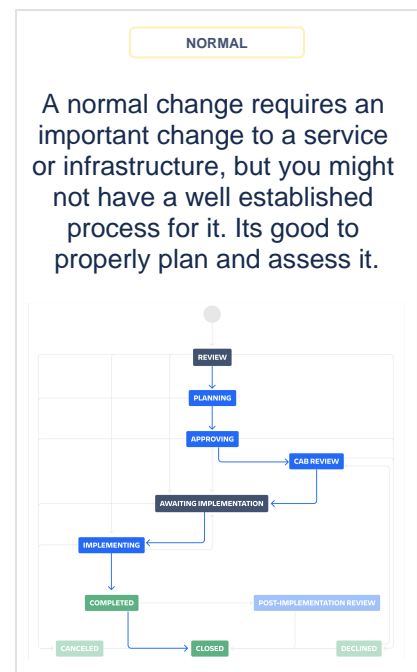 NORMAL
A normal change requires an
important change to a service
or infrastructure, but you might
not have a well established
process for it. Its good to
properly plan and assess it.
REVIEW
PLANNING
APPROVING
CAB REVIEW
AWAITING IMPLEMENTATION
IMPLEMENTING
COMPLETED
POST-IMPLEMENTATION REVIEW
CANCELED
CLOSED
DECLINED